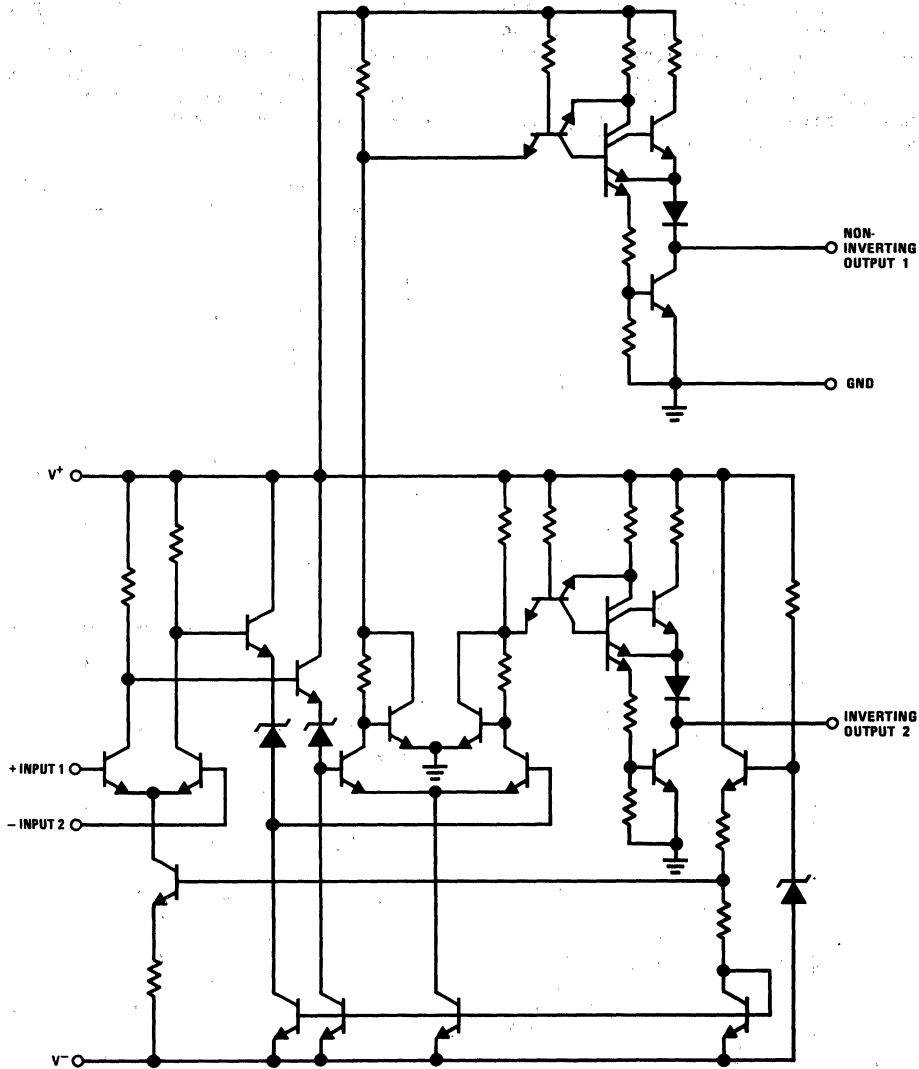 NON-
INVERTING
OUTPUT 1
GND
V+
INVERTING
OUTPUT 2
+ INPUT 1
– INPUT 2
V–